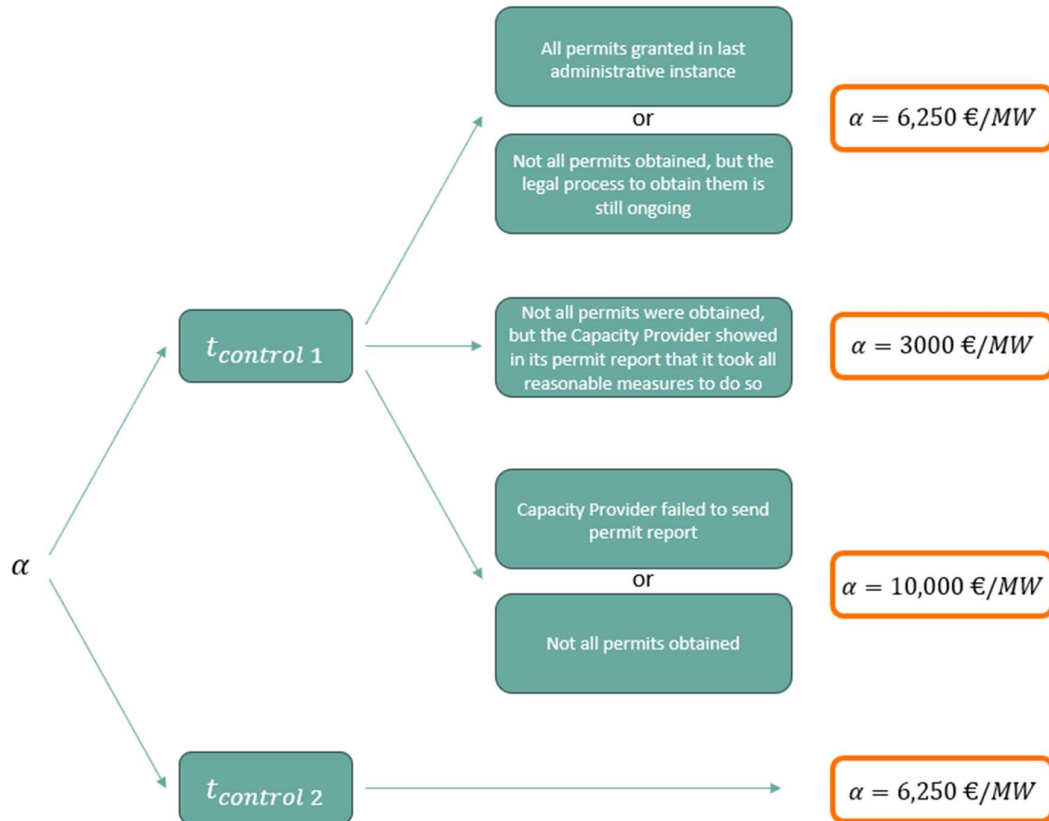 All permits granted in last
administrative instance
or
Not all permits obtained, but the
legal process to obtain them is
still ongoing
α = 6,250 €/MW
t control 1
Not all permits were obtained,
but the Capacity Provider showed
in its permit report that it took all
reasonable measures to do so
α = 3000 €/MW
Capacity Provider failed to send
permit report
or
Not all permits obtained
α = 10,000 €/MW
α
t control 2
α = 6,250 €/MW